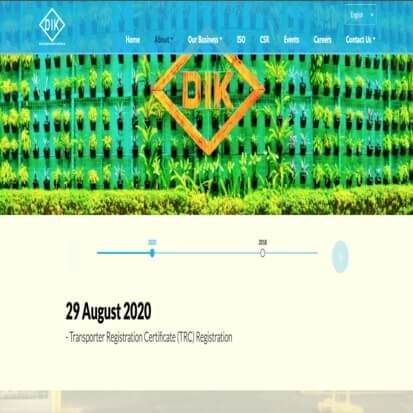 English
DIK
Home About Our Business ISO CSR Events Careers Contact Us
DIK
2020 2018
29 August 2020
- Transporter Registration Certificate (TRC) Registration